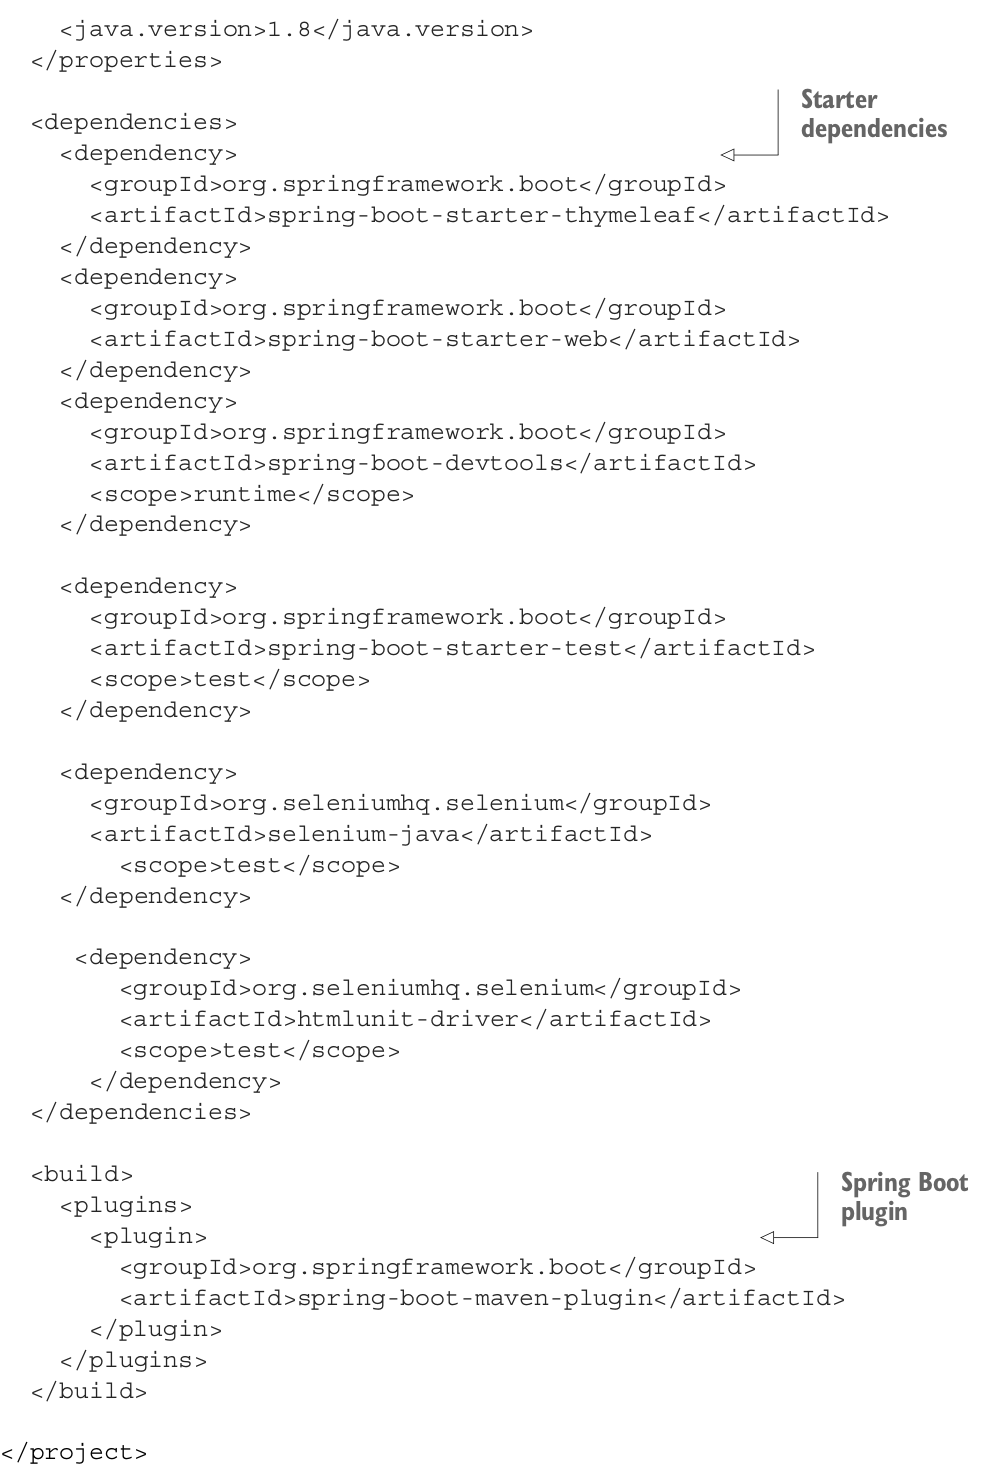 <java.version>1.8</java.version>
  </properties>

  <dependencies>
Starter
dependencies
    <dependency>
      <groupId>org.springframework.boot</groupId>
      <artifactId>spring-boot-starter-thymeleaf</artifactId>
    </dependency>
    <dependency>
      <groupId>org.springframework.boot</groupId>
      <artifactId>spring-boot-starter-web</artifactId>
    </dependency>
    <dependency>
      <groupId>org.springframework.boot</groupId>
      <artifactId>spring-boot-devtools</artifactId>
      <scope>runtime</scope>
    </dependency>

    <dependency>
      <groupId>org.springframework.boot</groupId>
      <artifactId>spring-boot-starter-test</artifactId>
      <scope>test</scope>
    </dependency>

    <dependency>
      <groupId>org.seleniumhq.selenium</groupId>
      <artifactId>selenium-java</artifactId>
        <scope>test</scope>
    </dependency>

     <dependency>
        <groupId>org.seleniumhq.selenium</groupId>
        <artifactId>htmlunit-driver</artifactId>
        <scope>test</scope>
      </dependency>
  </dependencies>

  <build>
    <plugins>
Spring Boot
plugin
      <plugin>
        <groupId>org.springframework.boot</groupId>
        <artifactId>spring-boot-maven-plugin</artifactId>
      </plugin>
    </plugins>
  </build>

</project>